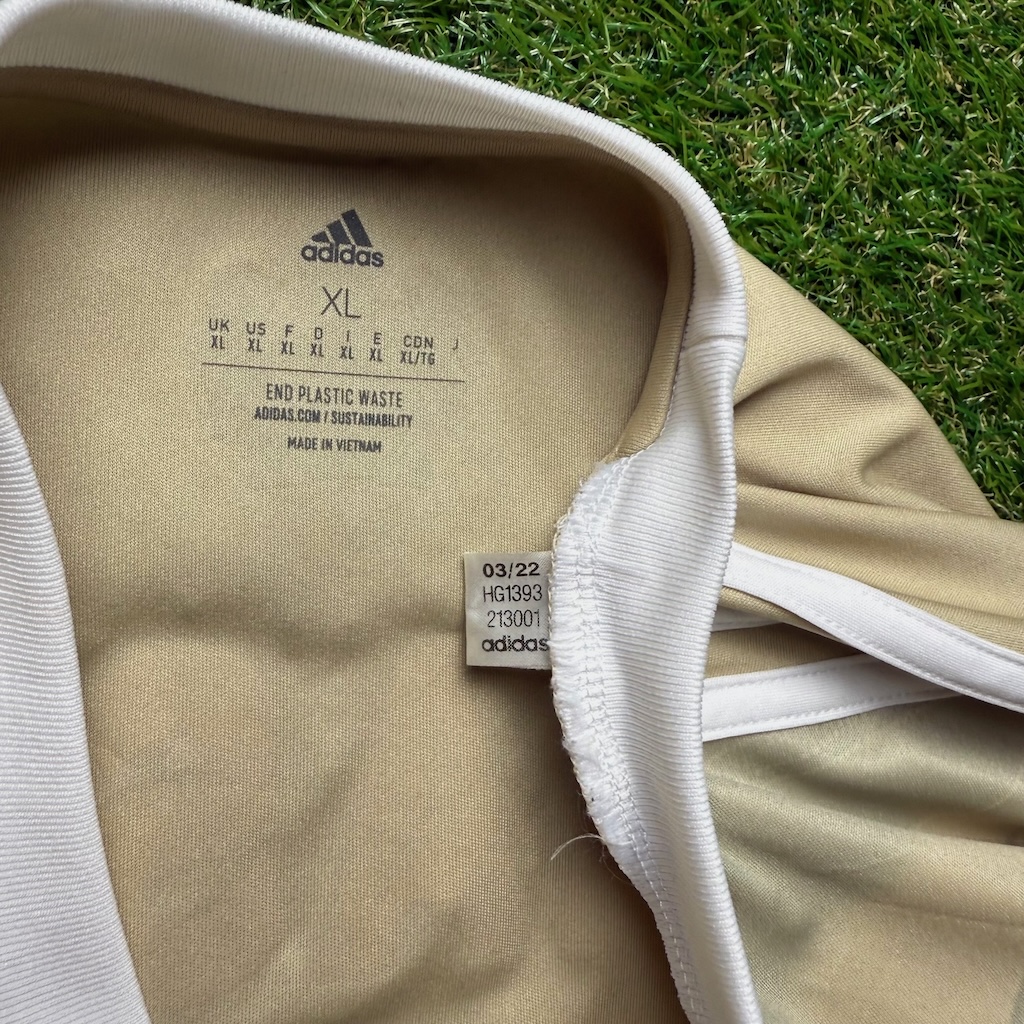 adidas
XL
UK US F D I E CDN J
XL XL XL XL XL XL XL/TG
END PLASTIC WASTE
ADIDAS.COM / SUSTAINABILITY
MADE IN VIETNAM
03/22
HG1393
213001
adidas